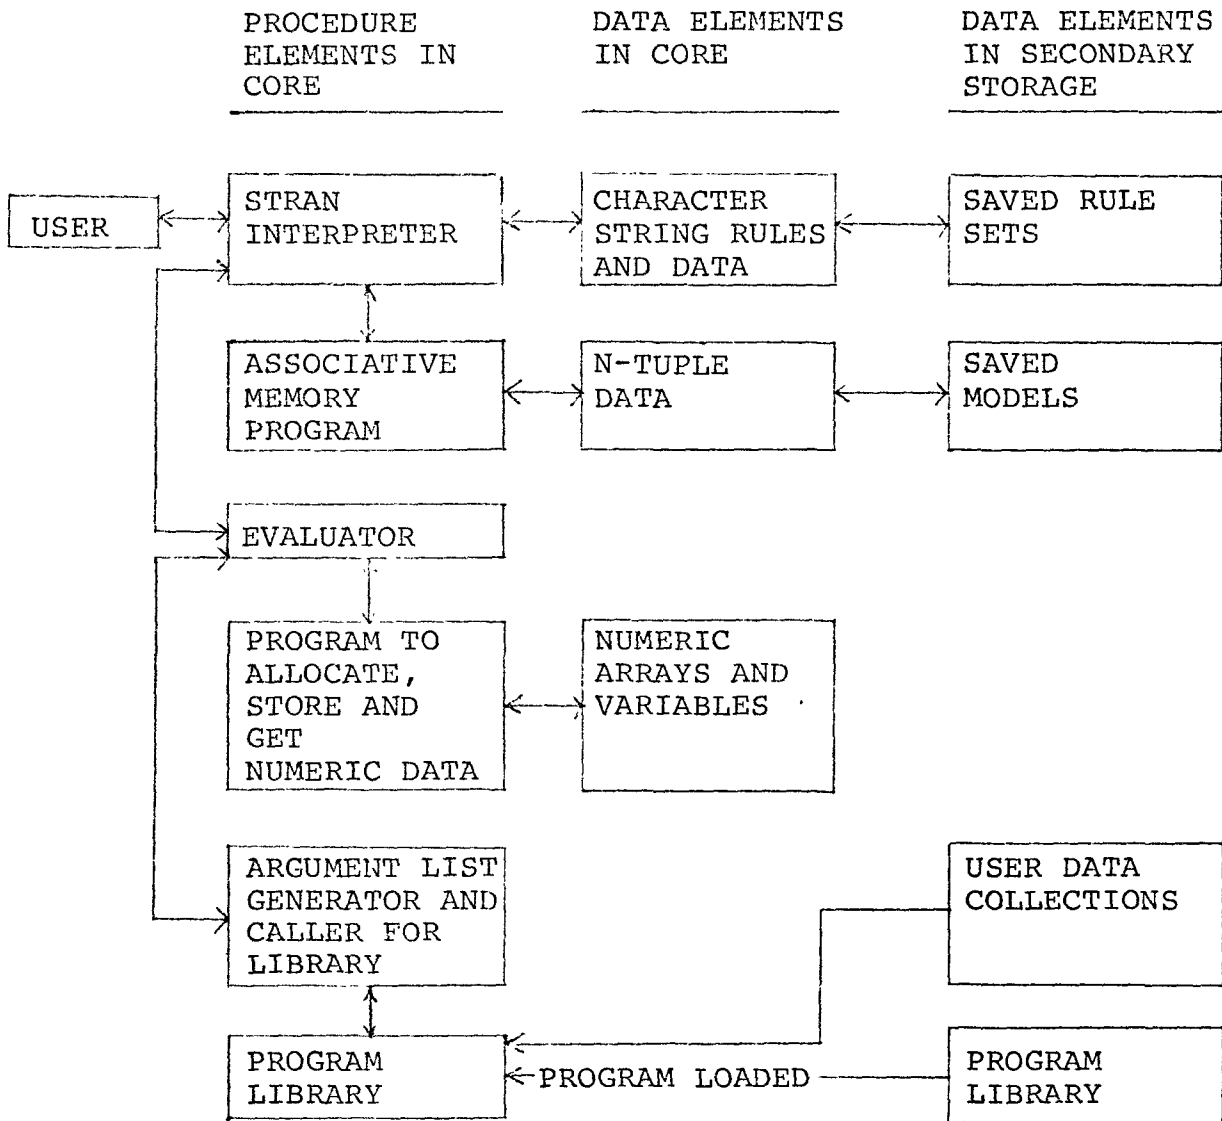 PROCEDURE
ELEMENTS IN
CORE
DATA ELEMENTS
IN CORE
DATA ELEMENTS
IN SECONDARY
STORAGE
USER
STRAN
INTERPRETER
CHARACTER
STRING RULES
AND DATA
SAVED RULE
SETS
ASSOCIATIVE
MEMORY
PROGRAM
N-TUPLE
DATA
SAVED
MODELS
EVALUATOR
PROGRAM TO
ALLOCATE,
STORE AND
GET
NUMERIC DATA
NUMERIC
ARRAYS AND
VARIABLES
ARGUMENT LIST
GENERATOR AND
CALLER FOR
LIBRARY
USER DATA
COLLECTIONS
PROGRAM
LIBRARY
PROGRAM LOADED
PROGRAM
LIBRARY